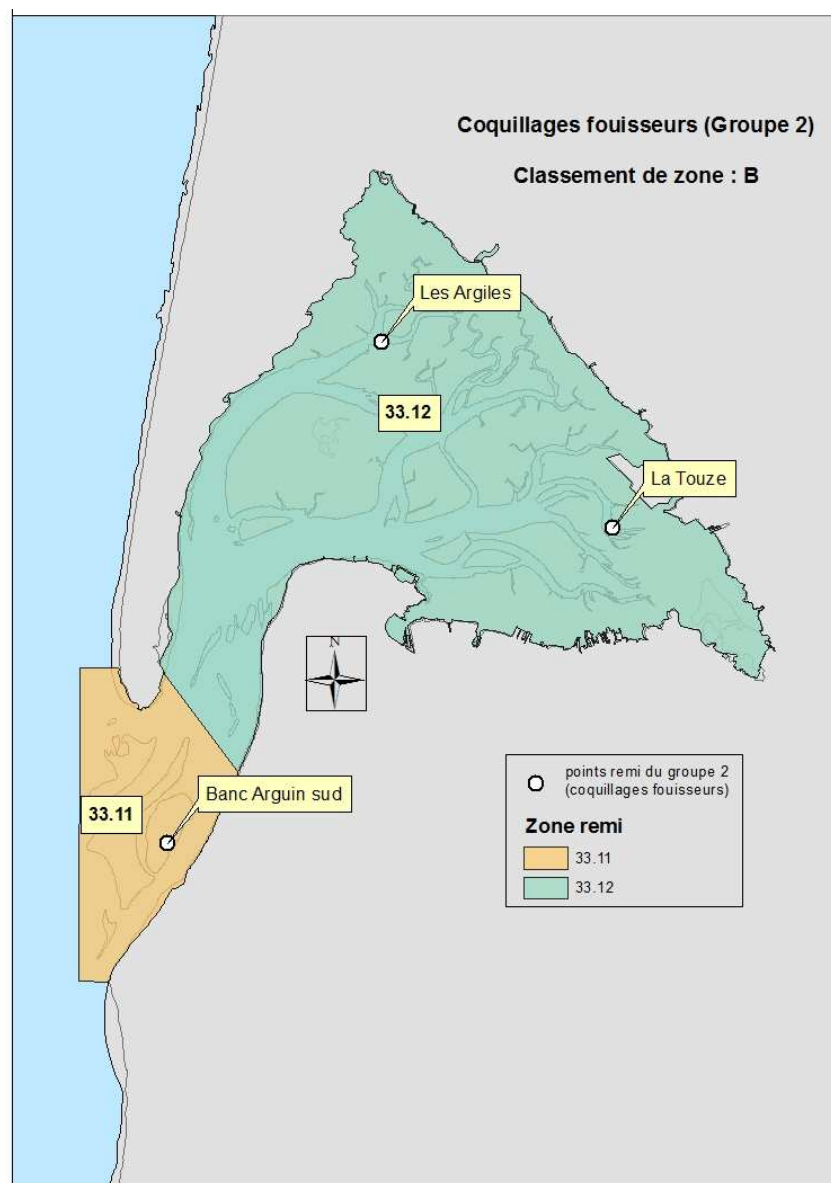 Coquillages fouisseurs (Groupe 2)
Classement de zone : B
Les Argiles
33.12
La Touze
N
Banc Arguin sud
33.11
points remi du groupe 2
(coquillages fouisseurs)
Zone remi
33.11
33.12